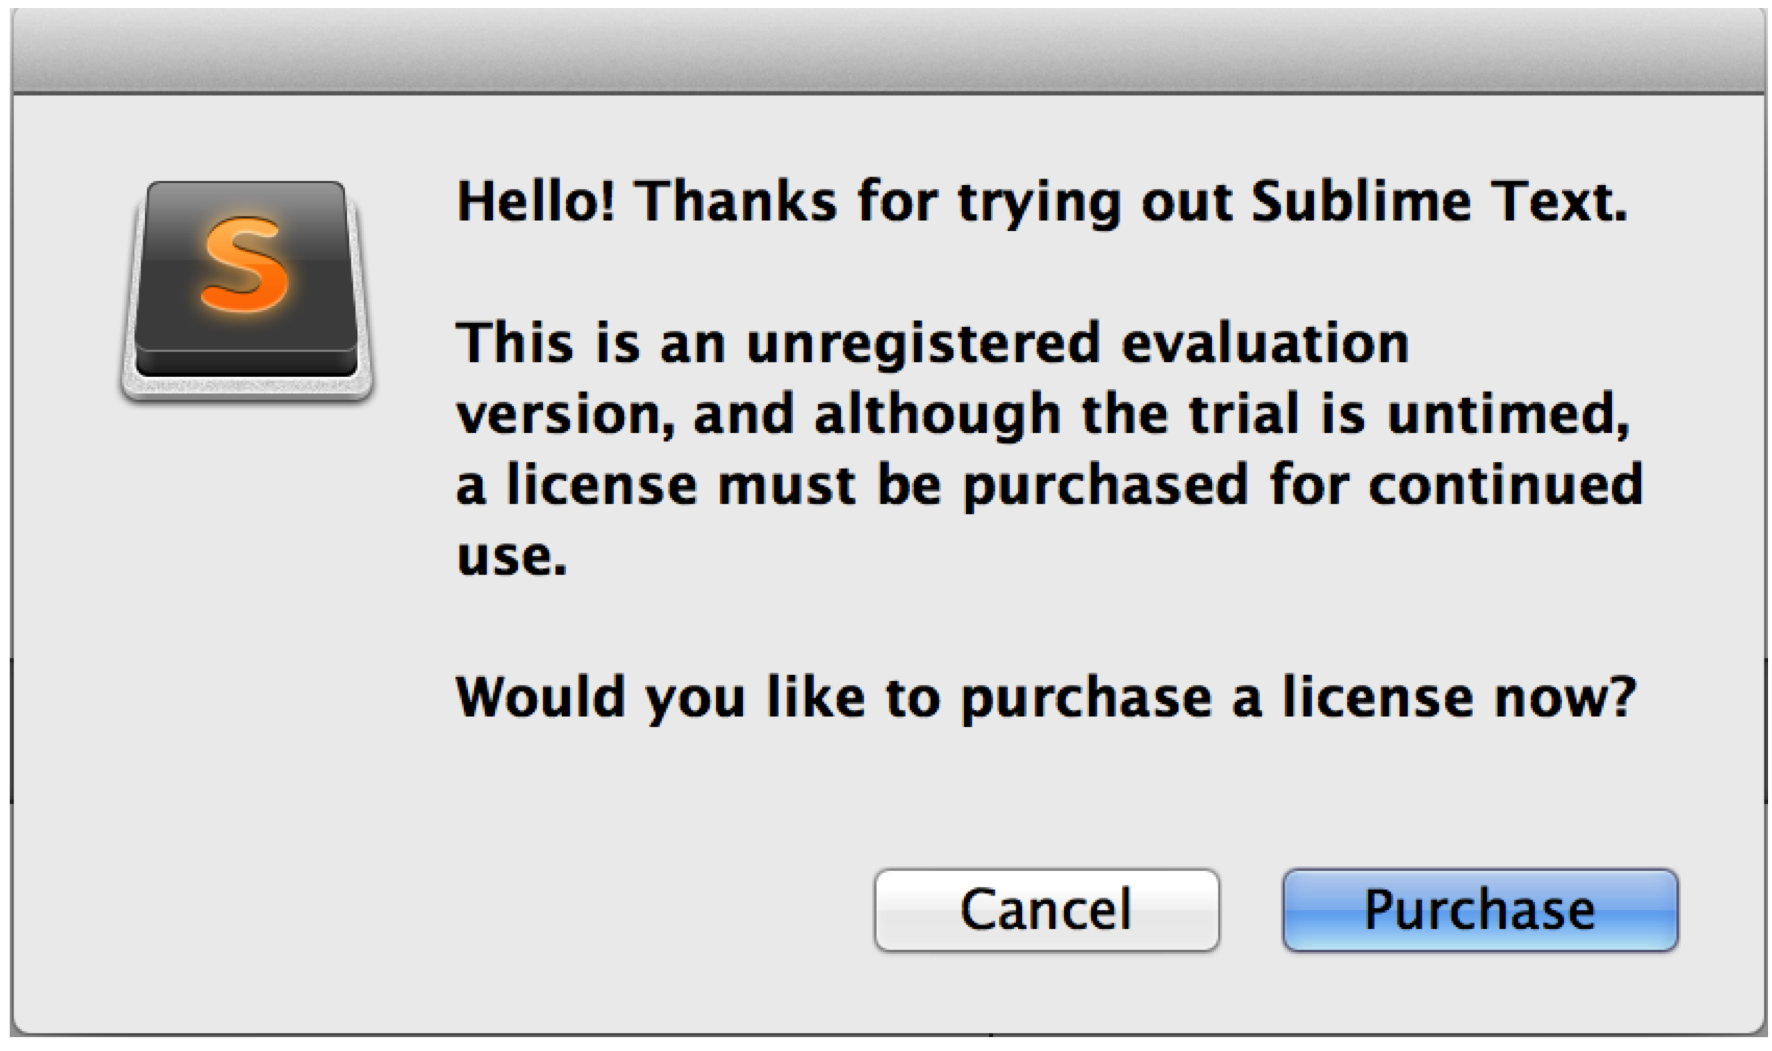 S
Hello! Thanks for trying out Sublime Text.
This is an unregistered evaluation
version, and although the trial is untimed,
a license must be purchased for continued
use.
Would you like to purchase a license now?
Cancel
Purchase